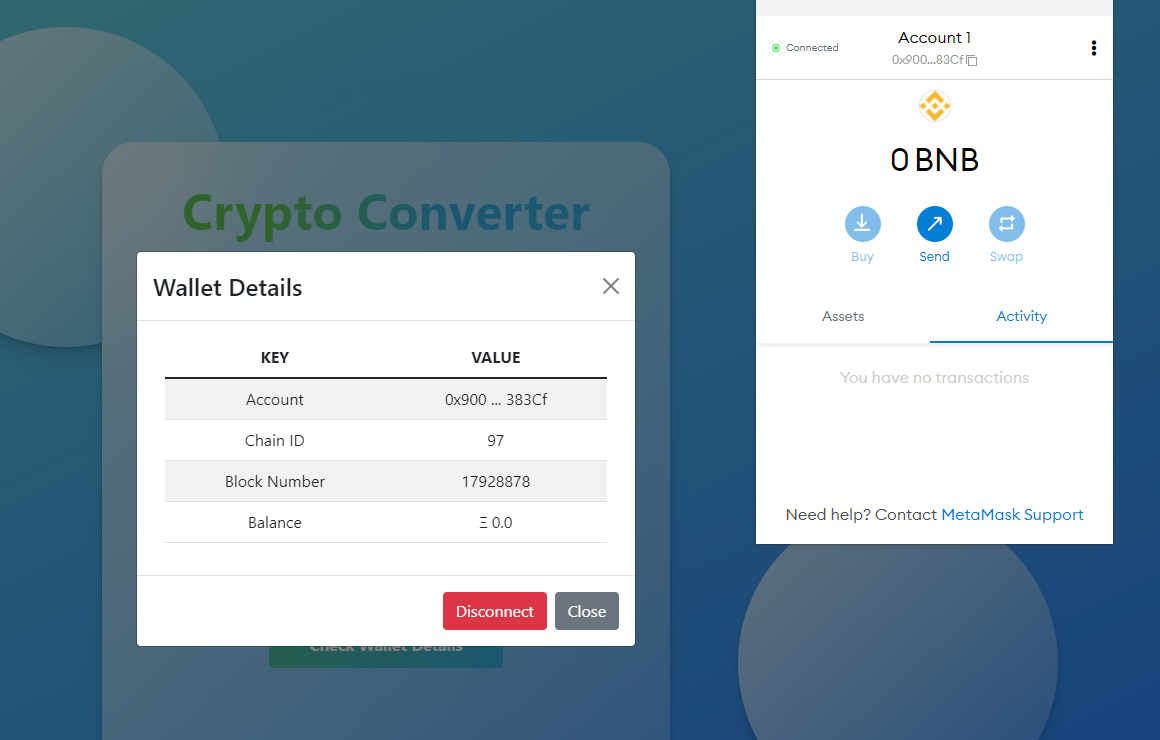 Crypto Converter
Wallet Details
KEY VALUE
Account 0x900 ... 383Cf
Chain ID 97
Block Number 17928878
Balance Ξ 0.0
Disconnect Close
Check Wallet Details
Connected
Account 1
0x900...83Cf
0 BNB
Buy Send Swap
Assets Activity
You have no transactions
Need help? Contact MetaMask Support